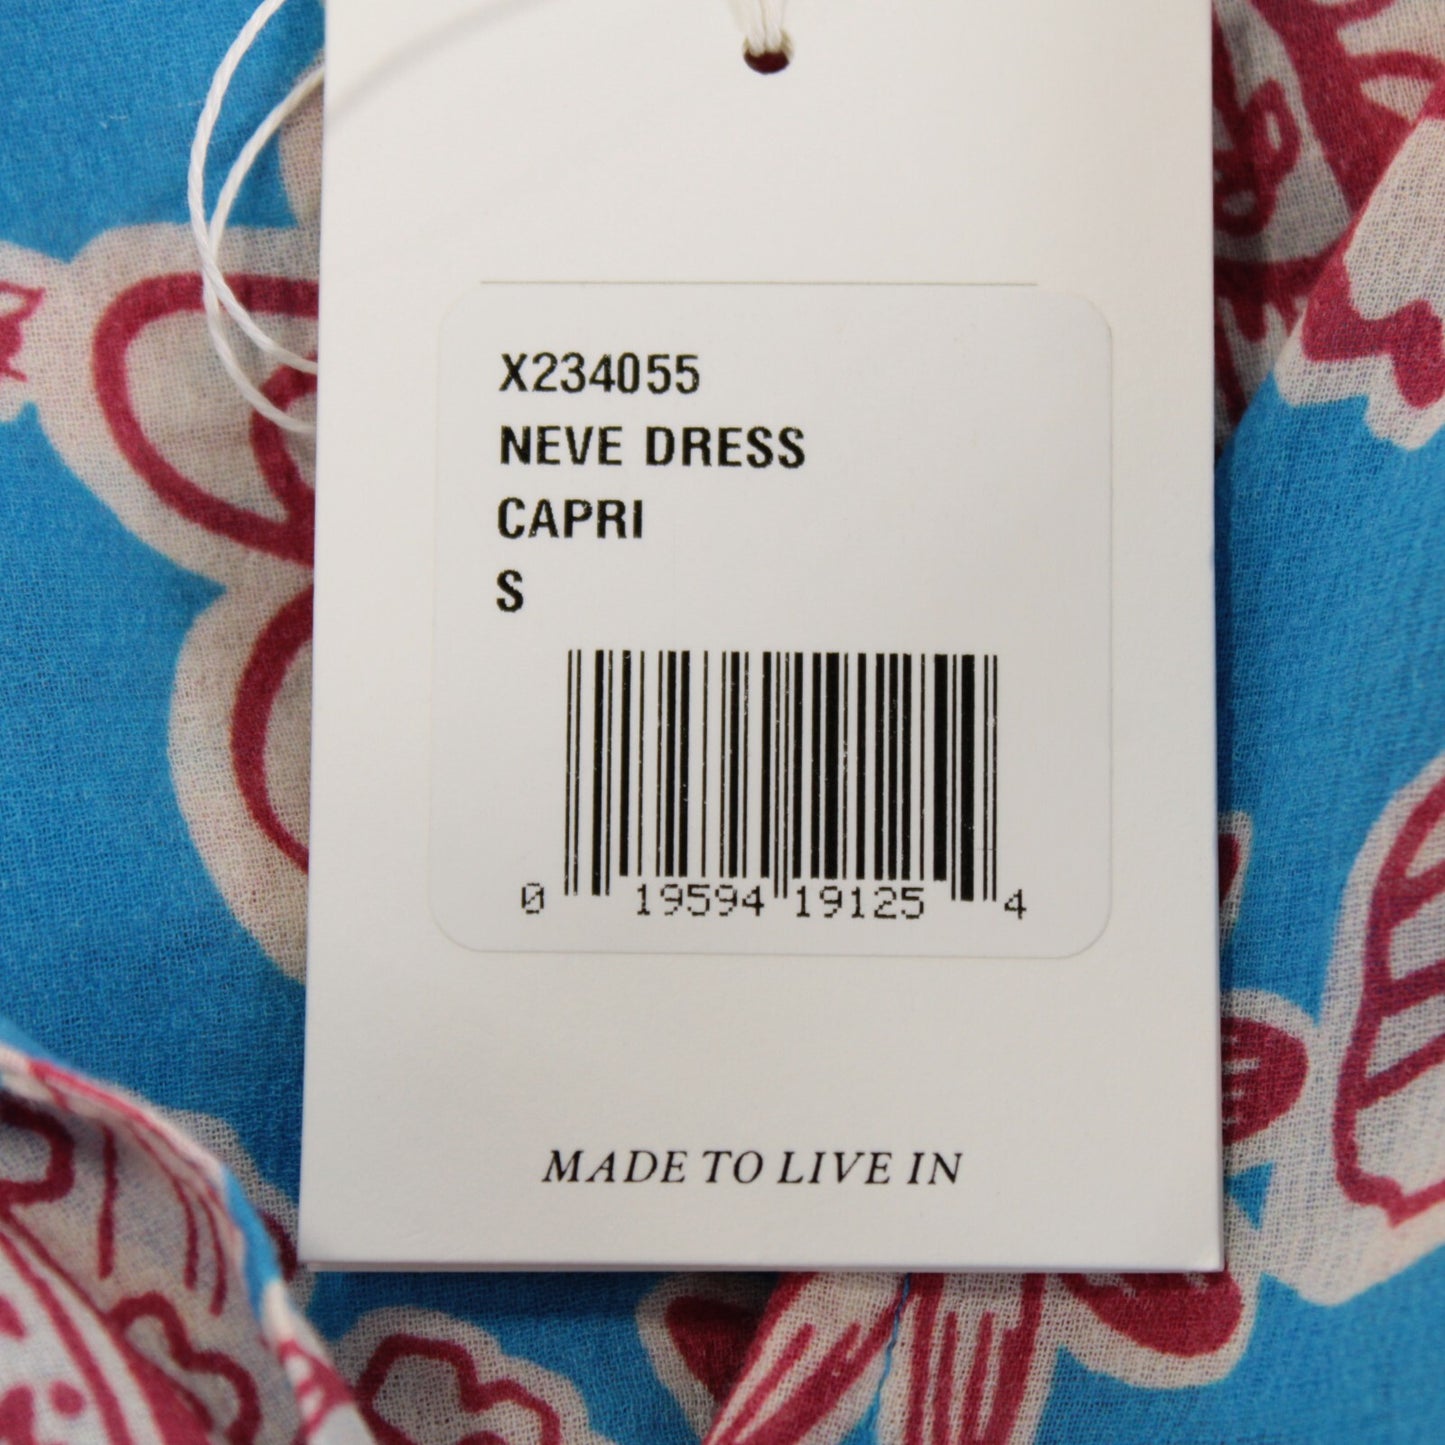 X234055
NEVE DRESS
CAPRI
S
0 19594 19125 4
MADE TO LIVE IN